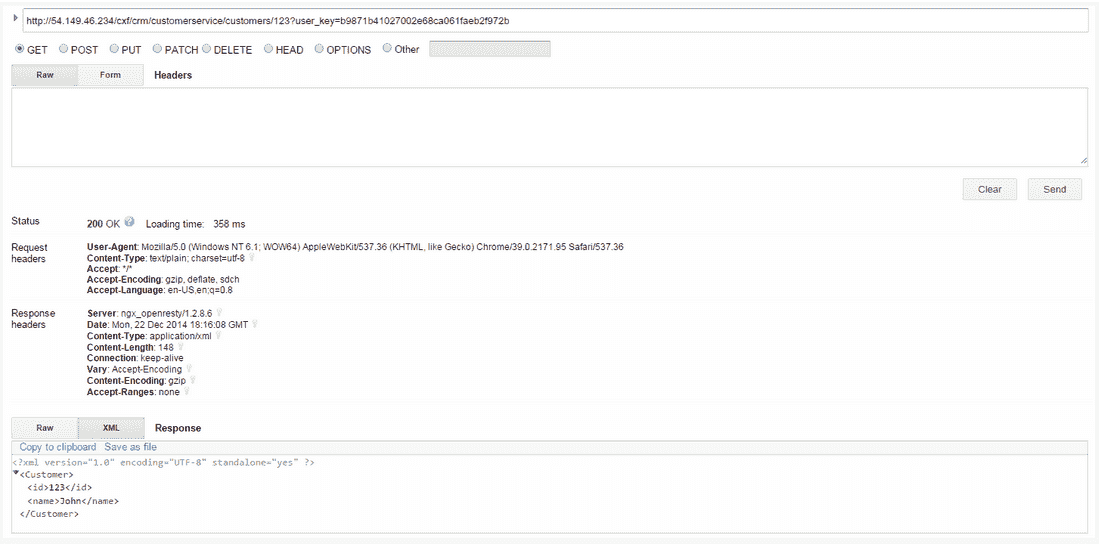 http://54.149.46.234/cxf/crm/customerservice/customers/123?user_key=b9871b41027002e68ca061faeb2f972b
GET POST PUT PATCH DELETE HEAD OPTIONS Other
Raw Form Headers
Clear Send
Status 200 OK Loading time: 358 ms
Request headers
User-Agent: Mozilla/5.0 (Windows NT 6.1; WOW64) AppleWebKit/537.36 (KHTML, like Gecko) Chrome/39.0.2171.95 Safari/537.36
Content-Type: text/plain; charset=utf-8
Accept: */*
Accept-Encoding: gzip, deflate, sdch
Accept-Language: en-US,en;q=0.8
Response headers
Server: ngx_openresty/1.2.8.6
Date: Mon, 22 Dec 2014 18:16:08 GMT
Content-Type: application/xml
Content-Length: 148
Connection: keep-alive
Vary: Accept-Encoding
Content-Encoding: gzip
Accept-Ranges: none
Raw XML Response
Copy to clipboard Save as file
<?xml version="1.0" encoding="UTF-8" standalone="yes" ?>
<Customer>
<id>123</id>
<name>John</name>
</Customer>